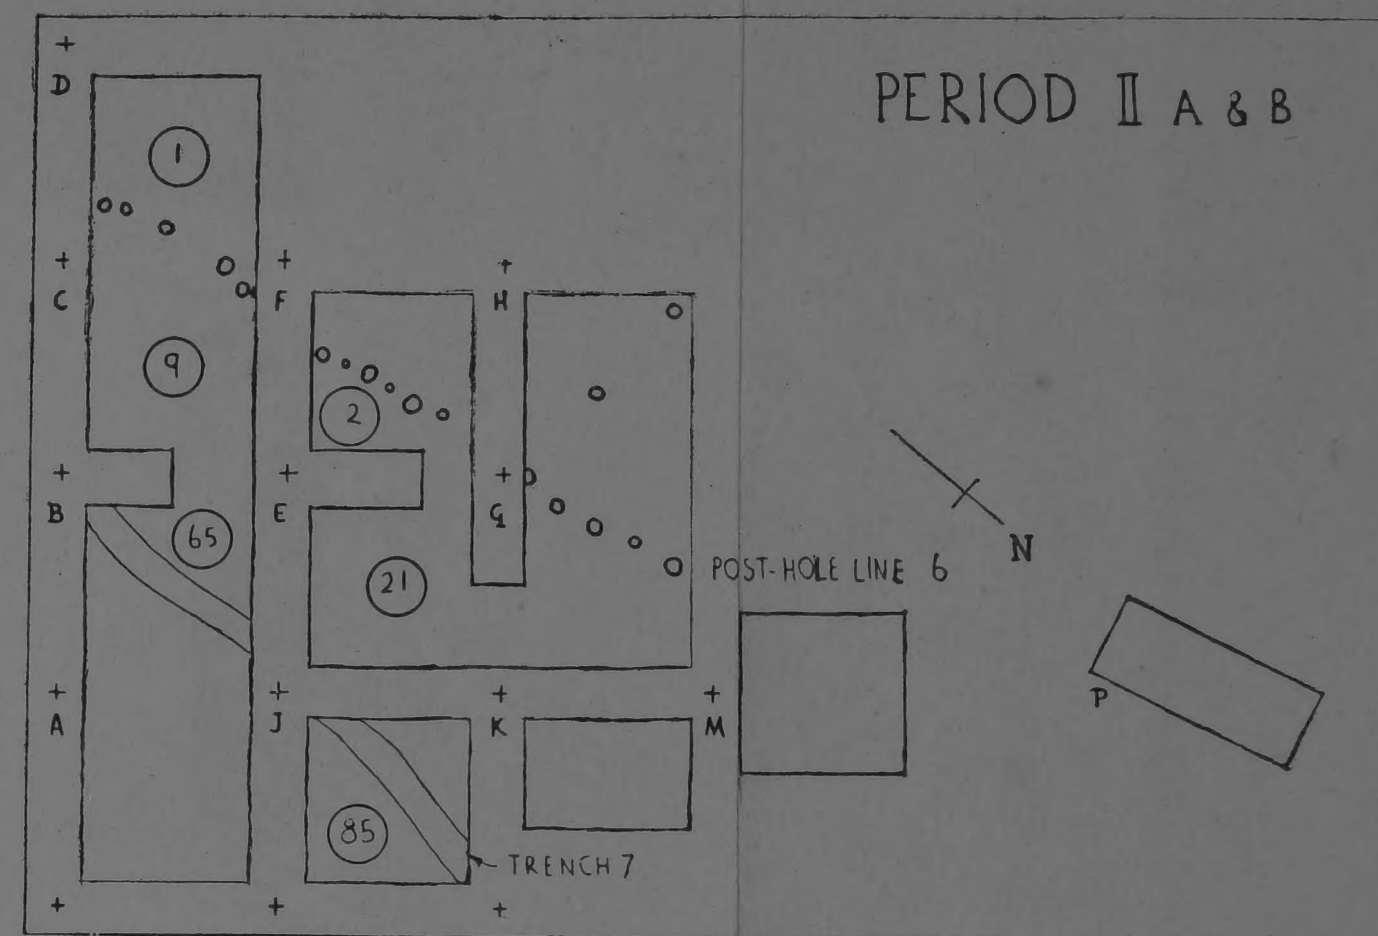 PERIOD II A & B
D
1
C
F
H
9
2
B
E
G
65
21
N
POST-HOLE LINE 6
A
J
K
M
P
85
TRENCH 7